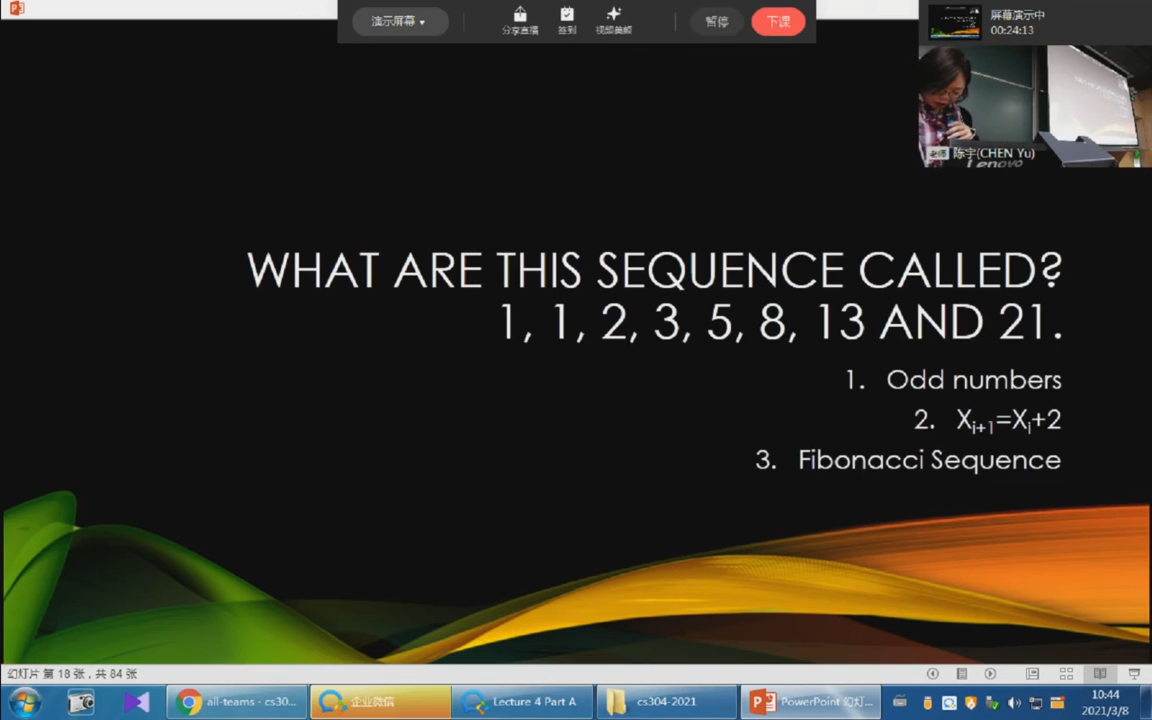 演示屏幕
分享直播
签到
视频美颜
暂停
下课
屏幕演示中
00:24:13
老师 陈宇(CHEN Yu)
Lenovo
WHAT ARE THIS SEQUENCE CALLED?
1, 1, 2, 3, 5, 8, 13 AND 21.
1. Odd numbers
2. Xi+1=Xi+2
3. Fibonacci Sequence
幻灯片 第 18 张，共 84 张
all-teams - cs30...
企业微信
Lecture 4 Part A
cs304-2021
PowerPoint 幻灯...
10:44
2021/3/8